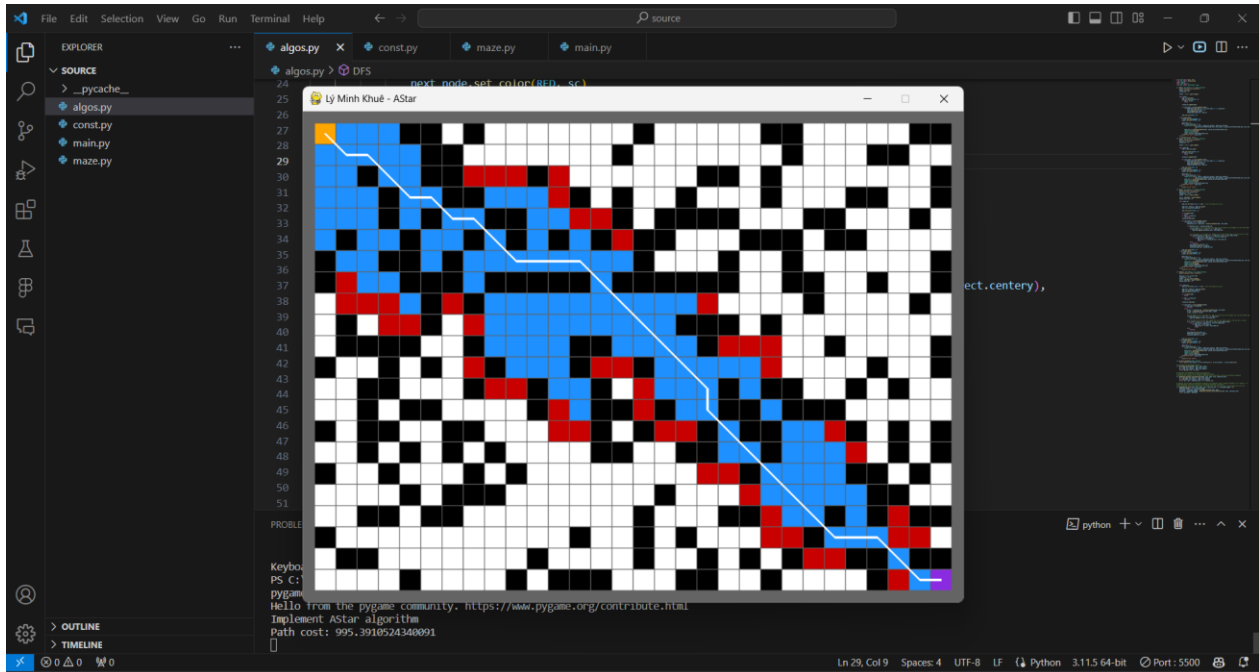 File Edit Selection View Go Run Terminal Help
source
EXPLORER
algos.py
const.py
maze.py
main.py
SOURCE
algos.py > DFS
__pycache__
algos.py
const.py
main.py
maze.py
24 next_node.set_color(RED, sc)
25
Lý Minh Khuê - AStar
26
27
28
29
30
31
32
33
34
35
36
37 ect.centery),
38
39
40
41
42
43
44
45
46
47
48
49
50
51
PROBLE
python
Keyboa
PS C:\
pygam
Hello from the pygame community. https://www.pygame.org/contribute.html
Implement AStar algorithm
Path cost: 995.3910524340091
OUTLINE
TIMELINE
0 0 0 Ln 29, Col 9 Spaces: 4 UTF-8 LF Python 3.11.5 64-bit Port : 5500